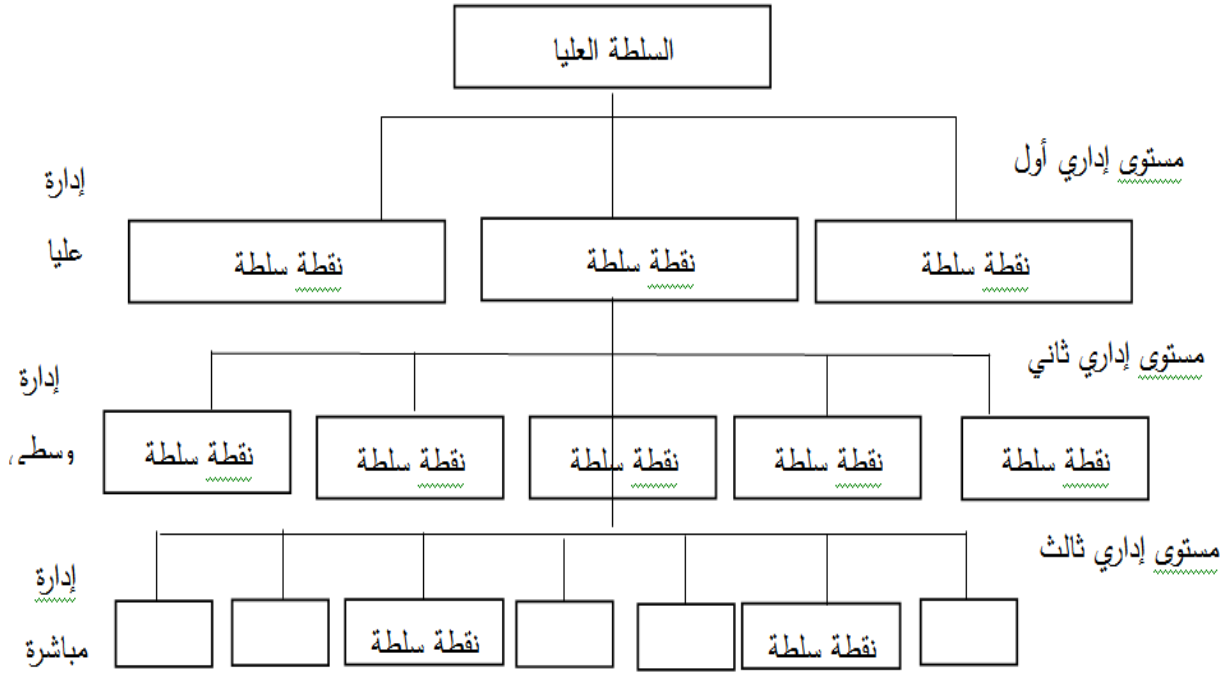 السلطة العليا
مستوى إداري أول
إدارة
عليا
نقطة سلطة
نقطة سلطة
نقطة سلطة
مستوى إداري ثاني
إدارة
وسطى
نقطة سلطة
نقطة سلطة
نقطة سلطة
نقطة سلطة
نقطة سلطة
مستوى إداري ثالث
إدارة
مباشرة
نقطة سلطة
نقطة سلطة